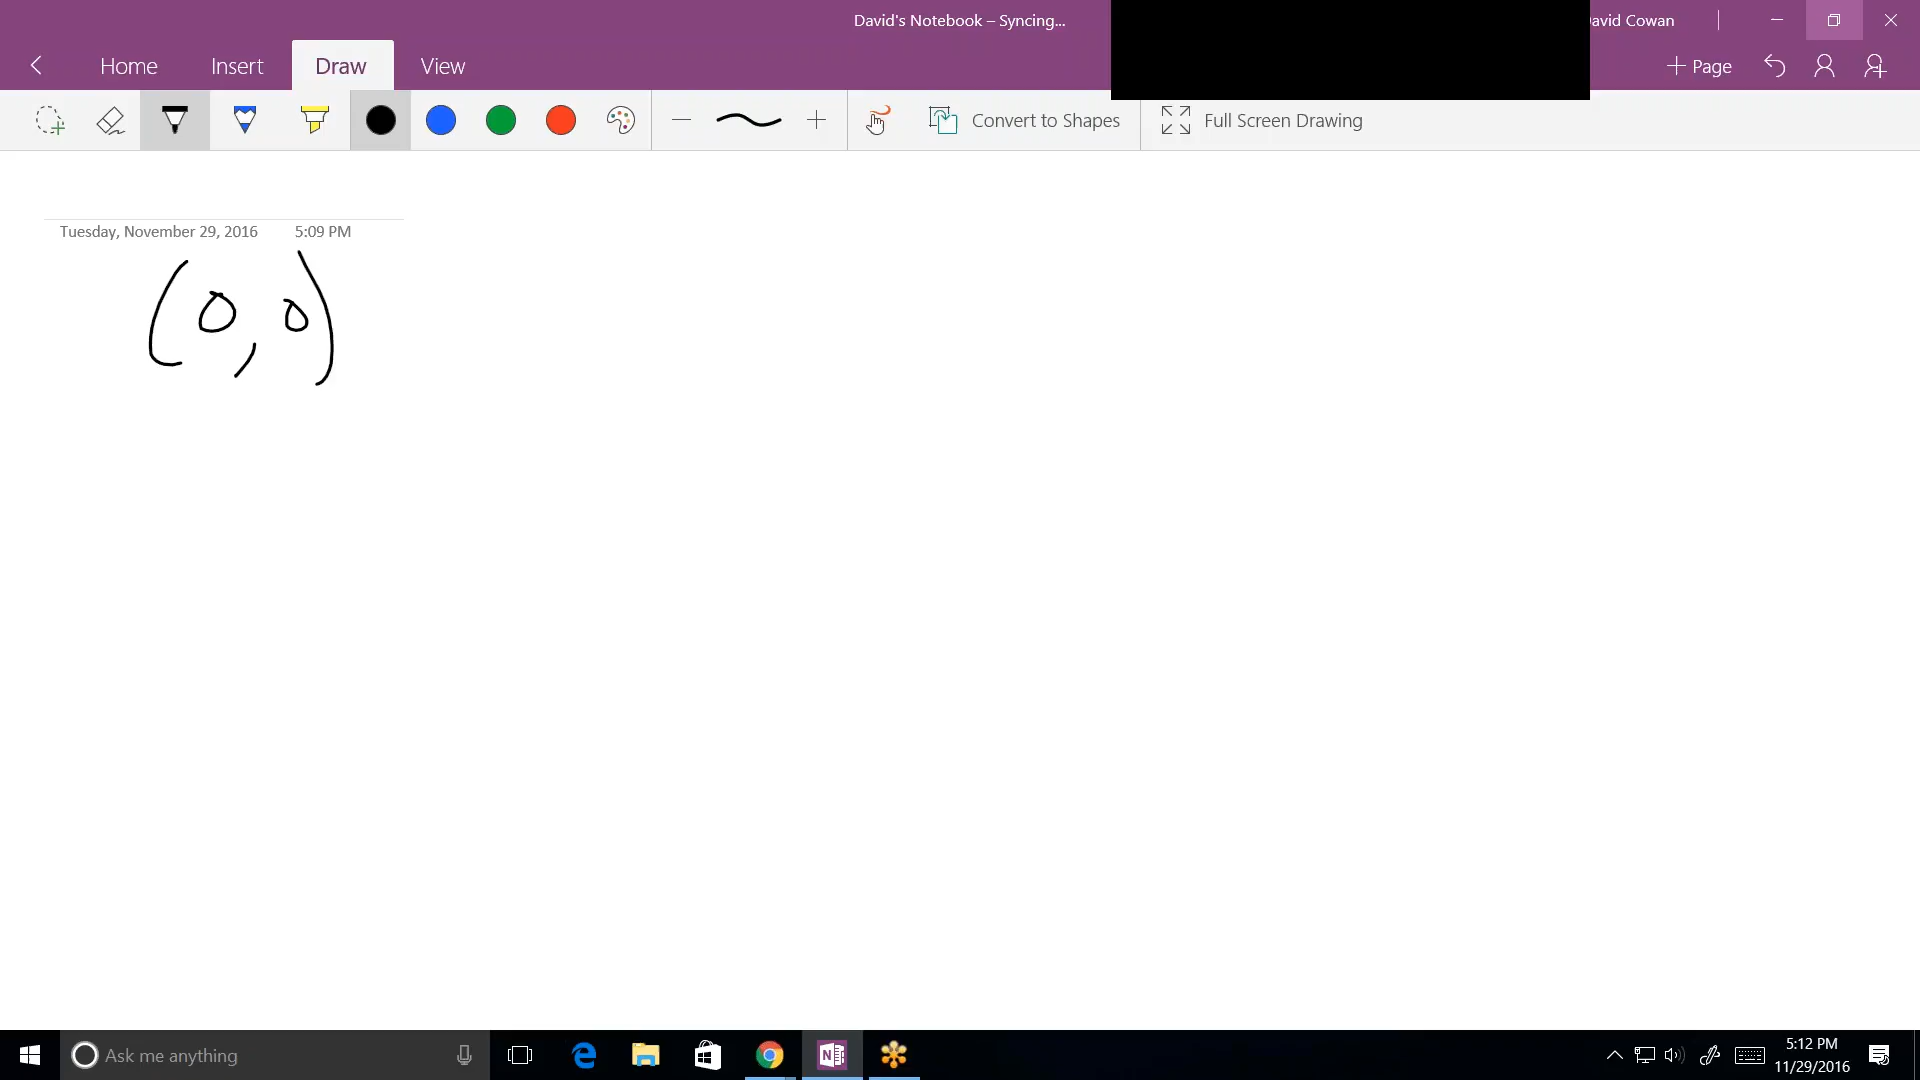 David's Notebook – Syncing...
avid Cowan
Home Insert Draw View
Page
Convert to Shapes
Full Screen Drawing
Tuesday, November 29, 2016 5:09 PM
(0, 0)
Ask me anything
5:12 PM
11/29/2016